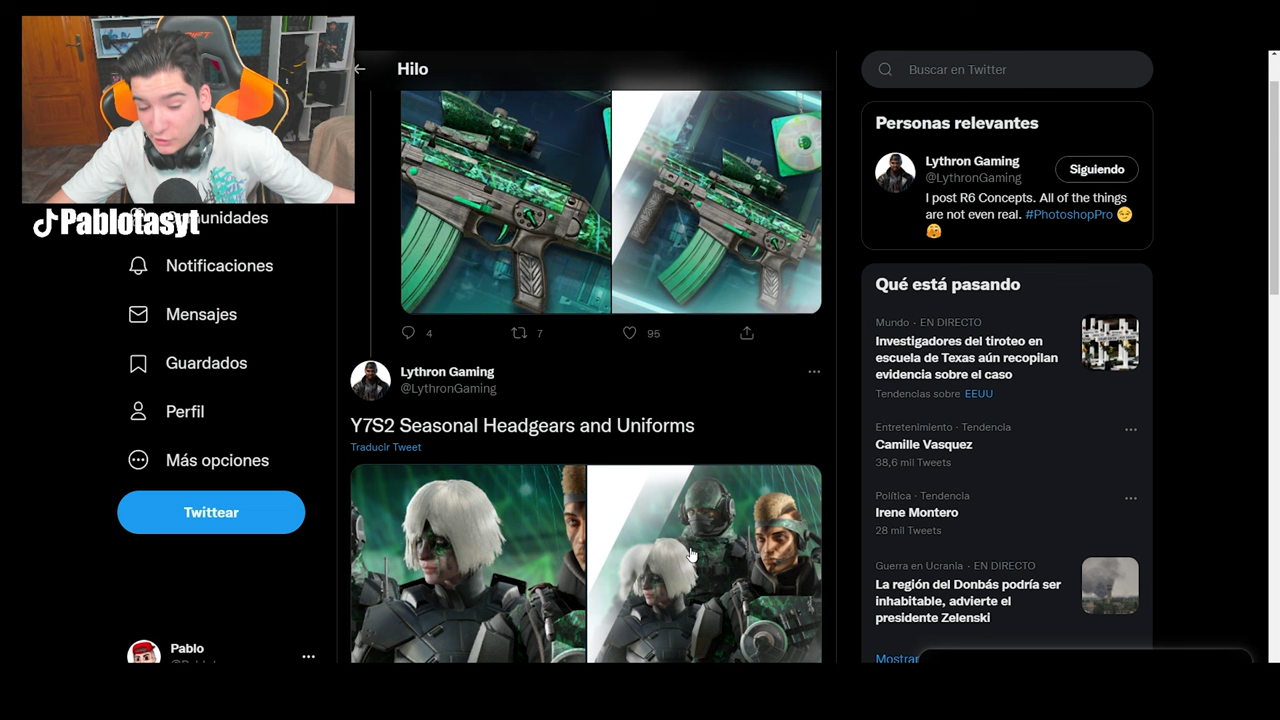 Pablotasyt
Comunidades
Notificaciones
Mensajes
Guardados
Perfil
Más opciones
Twittear
Pablo
Hilo
4
7
95
Lythron Gaming
@LythronGaming
Y7S2 Seasonal Headgears and Uniforms
Traducir Tweet
Buscar en Twitter
Personas relevantes
Lythron Gaming
@LythronGaming
Siguiendo
I post R6 Concepts. All of the
things
are not even real. #PhotoshopPro 😏
🫣
Qué está pasando
Mundo · EN DIRECTO
Investigadores del tiroteo en
escuela de Texas aún recopilan
evidencia sobre el caso
Tendencias sobre EEUU
Entretenimiento · Tendencia
Camille Vasquez
38,6 mil Tweets
Política · Tendencia
Irene Montero
28 mil Tweets
Guerra en Ucrania · EN DIRECTO
La región del Donbás podría ser
inhabitable, advierte el
presidente Zelenski
Mostrar